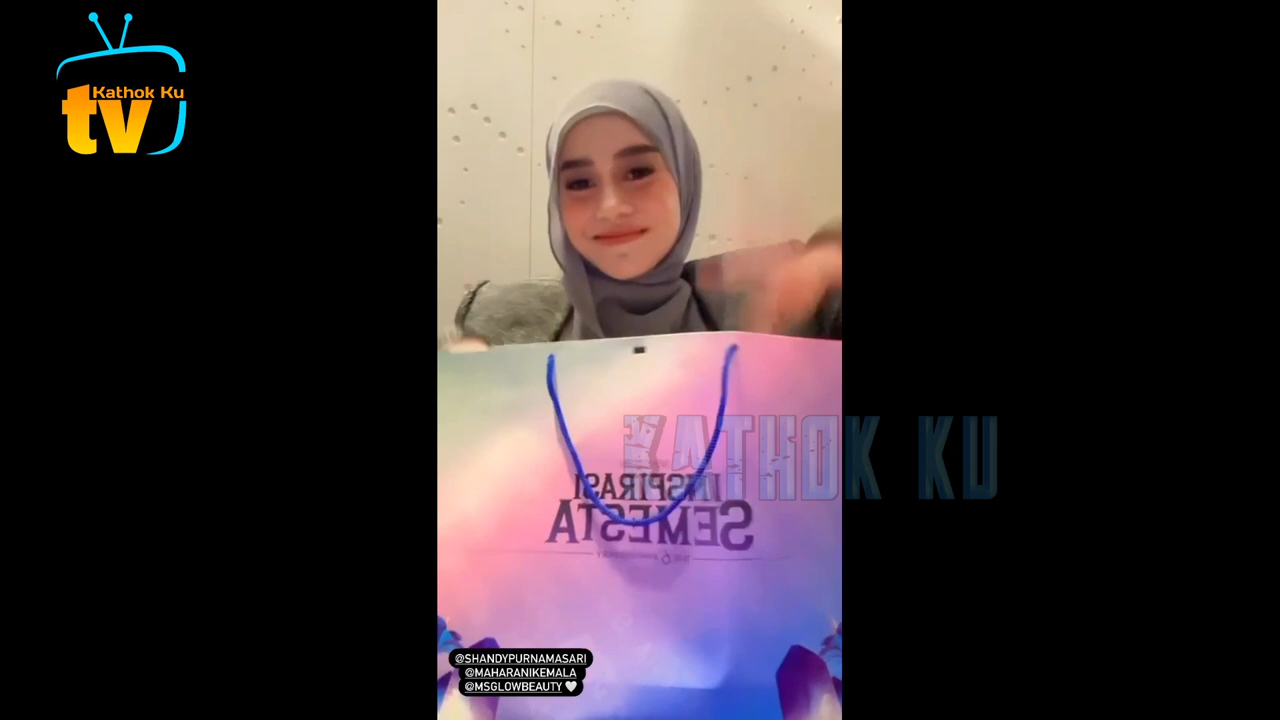 Kathok Ku
tv
KATHOK KU
INSPIRASI
SEMESTA
@SHANDYPURNAMASARI
@MAHARANIKEMALA
@MSGLOWBEAUTY 🤍